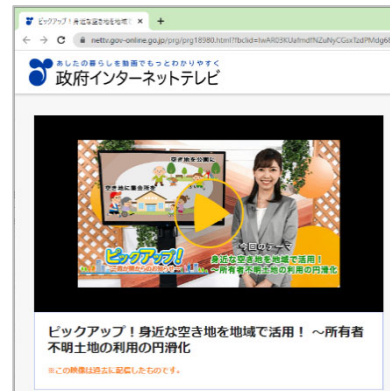 ピックアップ！身近な空き地を地域で
nettv.gov-online.go.jp/prg/prg18980.html
あしたの暮らしを動画でもっとわかりやすく
政府インターネットテレビ
空き地を公園に
空き地に集会所を
ピックアップ！
今回のテーマ
身近な空き地を地域で活用！
～所有者不明土地の利用の円滑化
ピックアップ！身近な空き地を地域で活用！ ～所有者
不明土地の利用の円滑化
※この映像は過去に配信したものです。